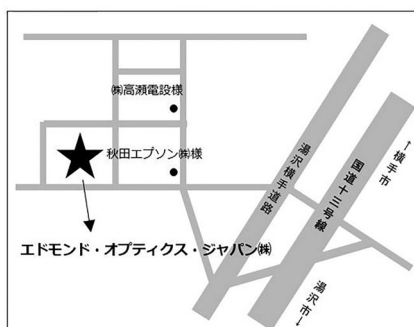 ㈱高瀬電設様
秋田エプソン㈱様
エドモンド・オプティクス・ジャパン㈱
湯沢横手道路
国道十三号線
←横手市
湯沢市→